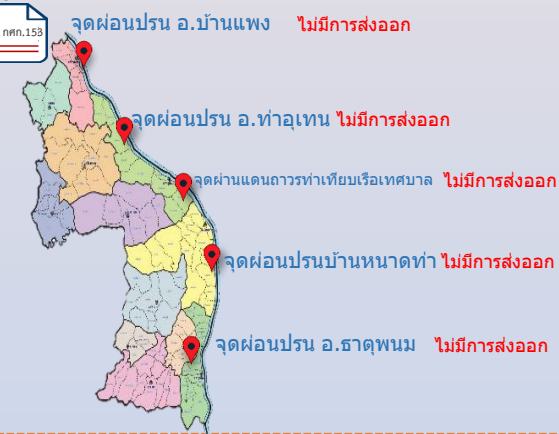 กศก.153
จุดผ่อนปรน อ.บ้านแพง ไม่มีการส่งออก
จุดผ่อนปรน อ.ท่าอุเทน ไม่มีการส่งออก
จุดผ่านแดนถาวรท่าเทียบเรือเทศบาล ไม่มีการส่งออก
จุดผ่อนปรนบ้านหนาดท่า ไม่มีการส่งออก
จุดผ่อนปรน อ.ธาตุพนม ไม่มีการส่งออก